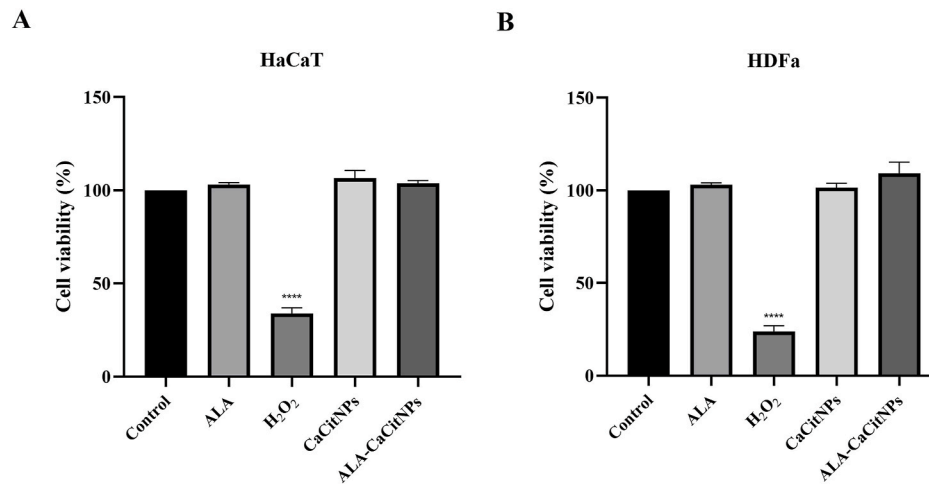 A
HaCaT
Cell viability (%)
150
100
50
0
****
Control
ALA
H₂O₂
CaCitNPs
ALA-CaCitNPs
B
HDFa
Cell viability (%)
150
100
50
0
****
Control
ALA
H₂O₂
CaCitNPs
ALA-CaCitNPs